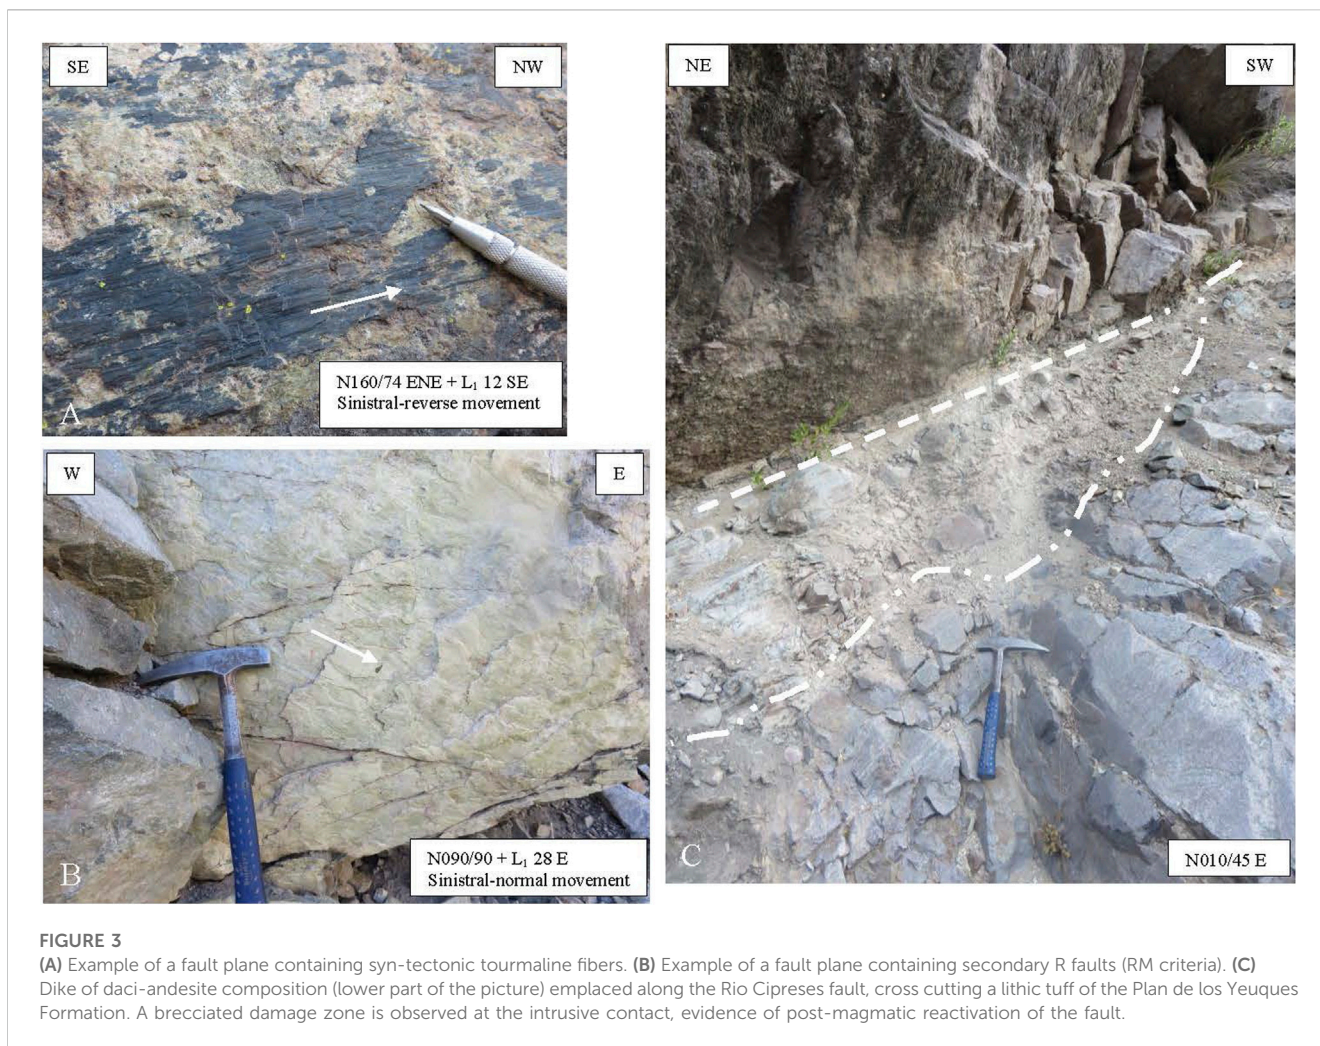 SE
NW
N160/74 ENE + L₁ 12 SE
Sinistral-reverse movement
A
W
E
N090/90 + L₁ 28 E
Sinistral-normal movement
B
NE
SW
C
N010/45 E
FIGURE 3
(A) Example of a fault plane containing syn-tectonic tourmaline fibers. (B) Example of a fault plane containing secondary R faults (RM criteria). (C)
Dike of daci-andesite composition (lower part of the picture) emplaced along the Rio Cipreses fault, cross cutting a lithic tuff of the Plan de los Yeuques
Formation. A brecciated damage zone is observed at the intrusive contact, evidence of post-magmatic reactivation of the fault.